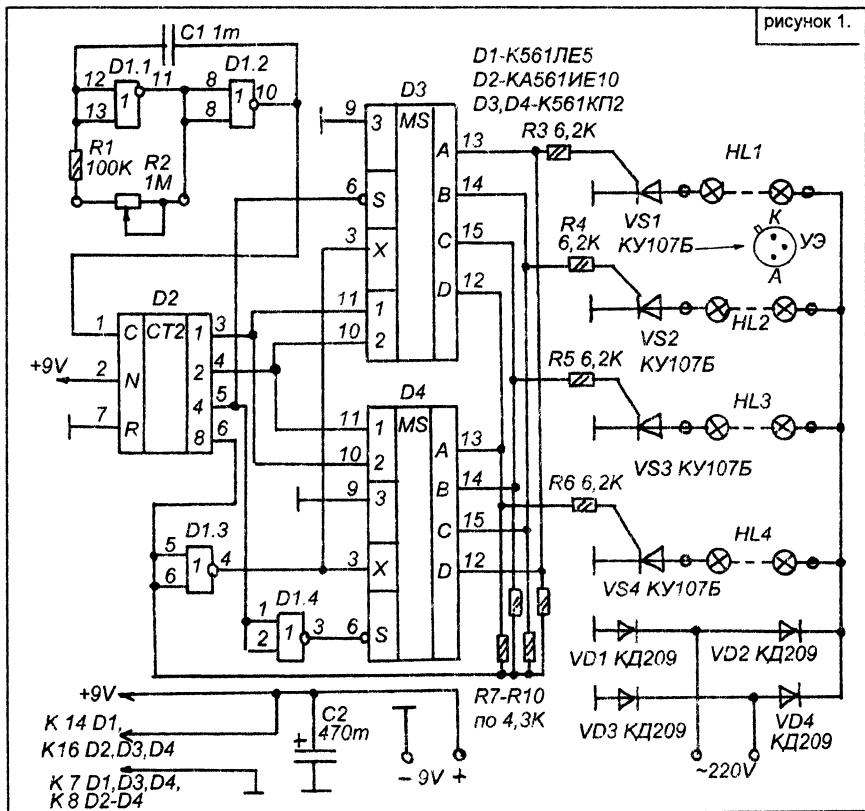 рисунок 1.
C1 1m
D1.1
D1.2
12
11
8
10
13
1
8
1
R1
100K
R2
1M
D1-К561ЛЕ5
D2-КА561ИЕ10
D3,D4-К561КП2
D3
9
3
MS
A
13
R3 6,2K
HL1
6
S
B
14
3
X
C
15
R4
6,2K
VS1
КУ107Б
К
УЭ
А
D
12
11
1
10
2
D2
1
C
CT2
1
3
+9V
2
N
2
4
4
5
7
R
8
6
VS2
КУ107Б
HL2
R5 6,2K
D4
11
1
MS
A
13
10
2
B
14
9
3
C
15
3
X
D
12
6
S
HL3
VS3 КУ107Б
R6 6,2K
HL4
VS4 КУ107Б
D1.3
5
1
4
6
D1.4
1
1
3
2
VD1 КД209
VD2 КД209
VD3 КД209
VD4
КД209
~220V
R7-R10
по 4,3К
+9V
К 14 D1,
К16 D2,D3,D4
К 7 D1,D3,D4,
К 8 D2-D4
C2
470m
+
- 9V +